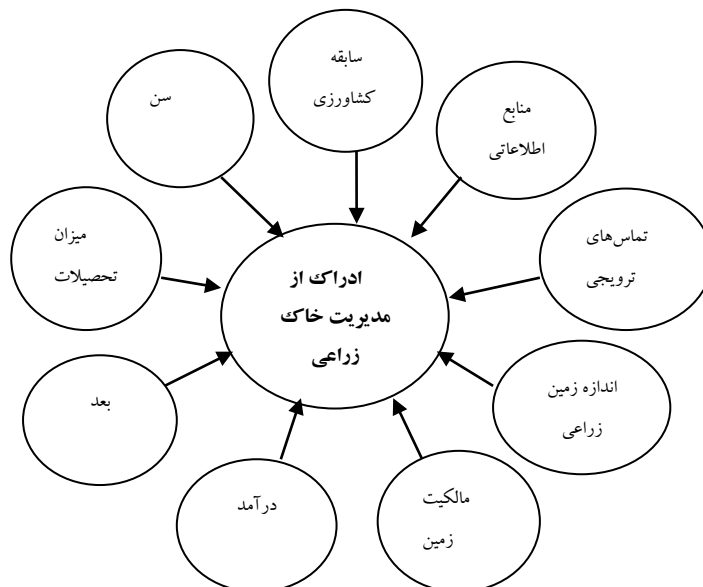 سابقه
کشاورزی
سن
منابع
اطلاعاتی
میزان
تحصیلات
تماس‌های
ترویجی
ادراک از
مدیریت خاک
زراعی
بعد
اندازه زمین
زراعی
درآمد
مالکیت
زمین